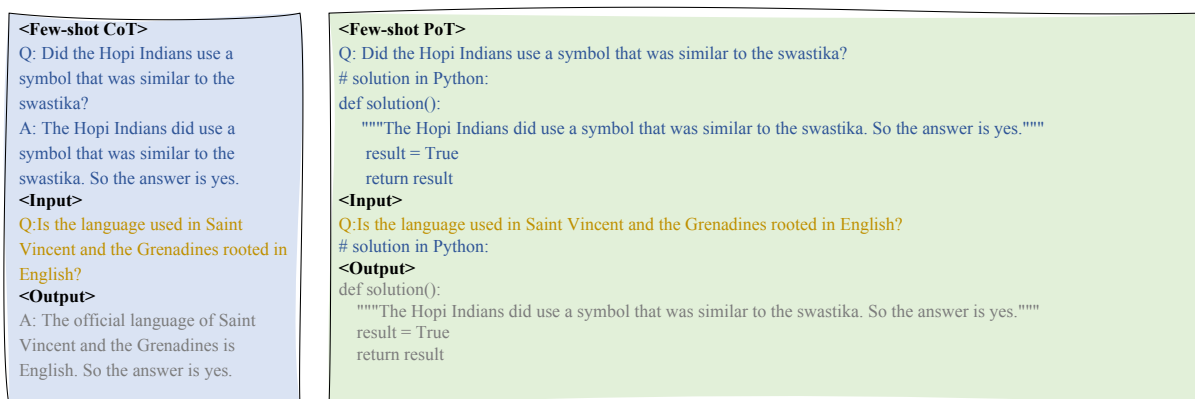 <Few-shot CoT>
Q: Did the Hopi Indians use a
symbol that was similar to the
swastika?
A: The Hopi Indians did use a
symbol that was similar to the
swastika. So the answer is yes.
<Input>
Q:Is the language used in Saint
Vincent and the Grenadines rooted in
English?
<Output>
A: The official language of Saint
Vincent and the Grenadines is
English. So the answer is yes.
<Few-shot PoT>
Q: Did the Hopi Indians use a symbol that was similar to the swastika?
# solution in Python:
def solution():
"""The Hopi Indians did use a symbol that was similar to the swastika. So the answer is yes."""
result = True
return result
<Input>
Q:Is the language used in Saint Vincent and the Grenadines rooted in English?
# solution in Python:
<Output>
def solution():
"""The Hopi Indians did use a symbol that was similar to the swastika. So the answer is yes."""
result = True
return result